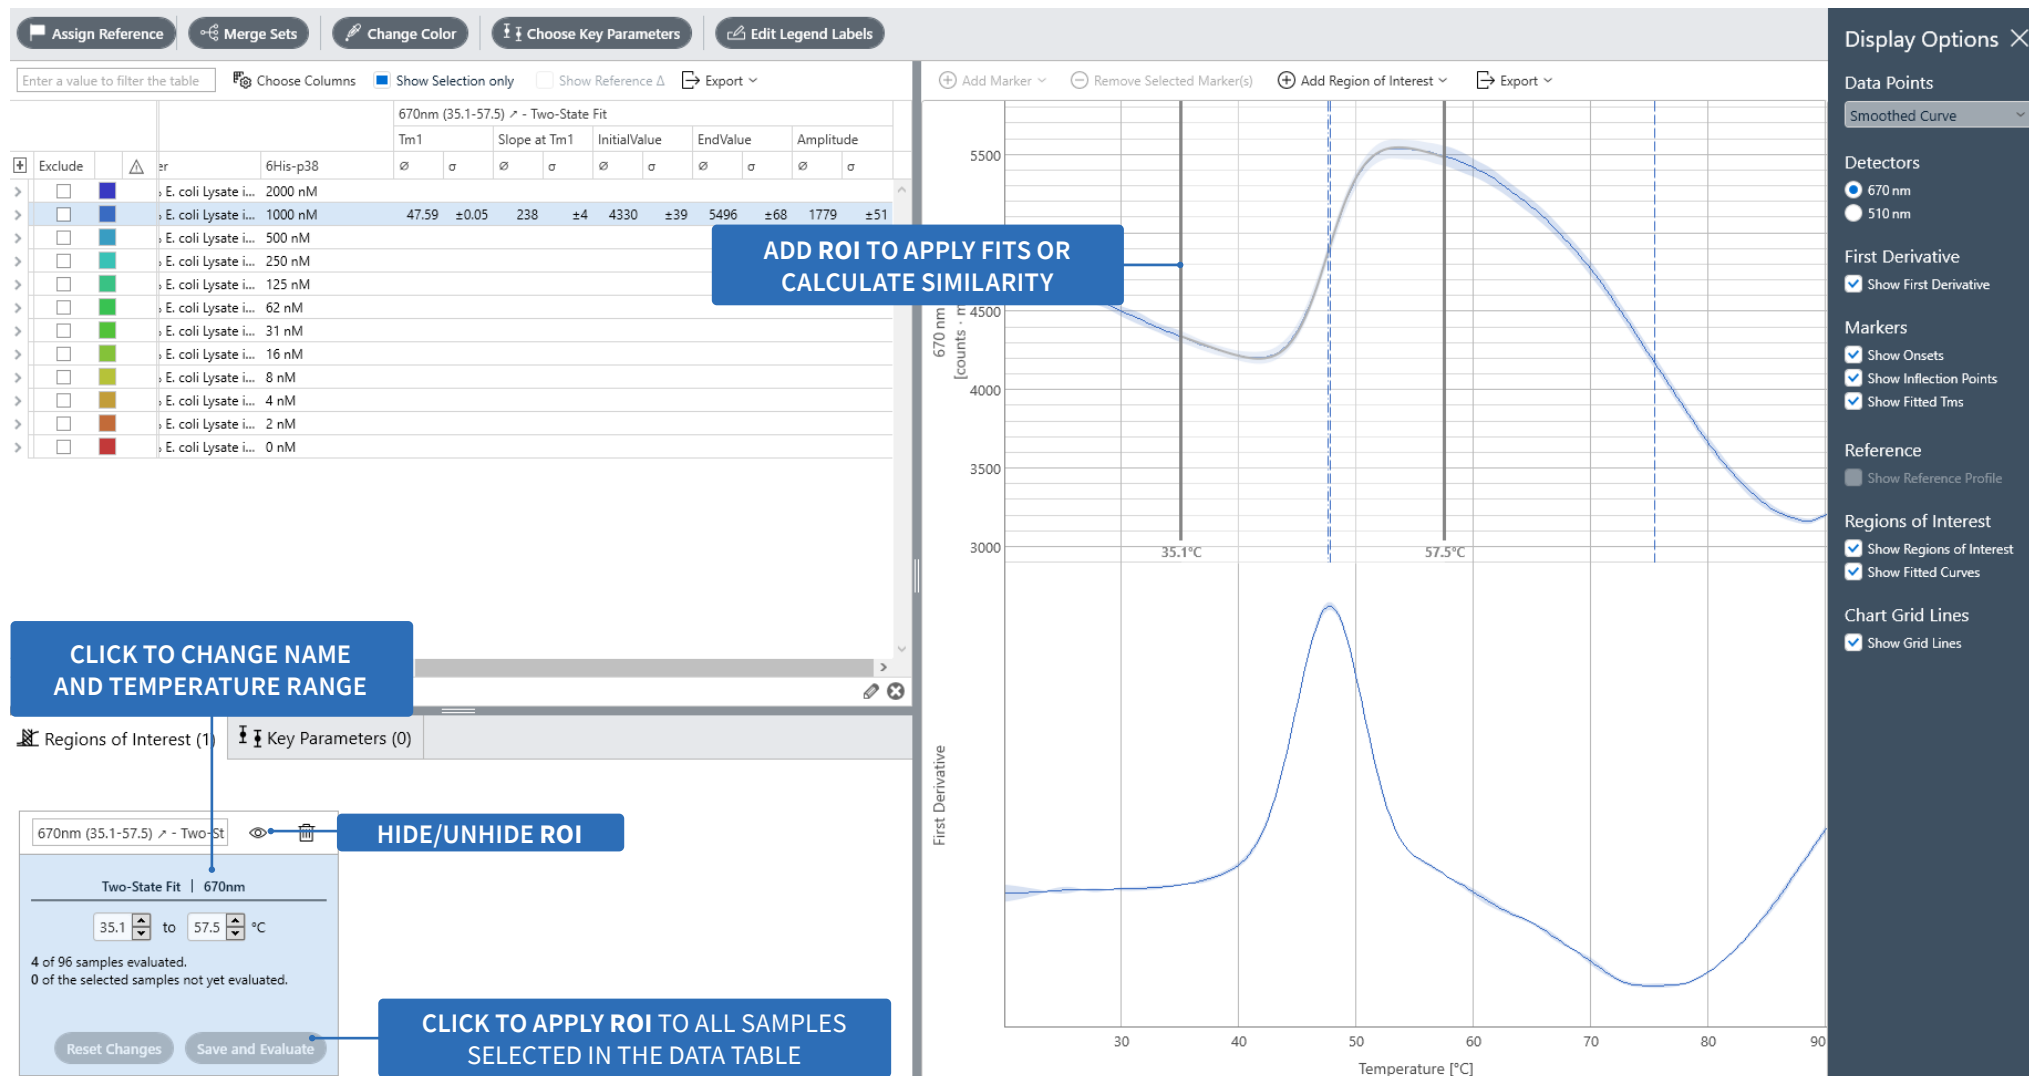 Assign Reference
Merge Sets
Change Color
Choose Key Parameters
Edit Legend Labels
Enter a value to filter the table
Choose Columns
Show Selection only
Show Reference Δ
Export
670nm (35.1-57.5) ↗ - Two-State Fit
Tm1 Slope at Tm1 InitialValue EndValue Amplitude
Exclude er 6His-p38 ø σ ø σ ø σ ø σ ø σ
E. coli Lysate i... 2000 nM
E. coli Lysate i... 1000 nM 47.59 ±0.05 238 ±4 4330 ±39 5496 ±68 1779 ±51
E. coli Lysate i... 500 nM
E. coli Lysate i... 250 nM
E. coli Lysate i... 125 nM
E. coli Lysate i... 62 nM
E. coli Lysate i... 31 nM
E. coli Lysate i... 16 nM
E. coli Lysate i... 8 nM
E. coli Lysate i... 4 nM
E. coli Lysate i... 2 nM
E. coli Lysate i... 0 nM
CLICK TO CHANGE NAME
AND TEMPERATURE RANGE
Regions of Interest (1)
Key Parameters (0)
670nm (35.1-57.5) ↗ - Two-St
HIDE/UNHIDE ROI
Two-State Fit | 670nm
35.1 to 57.5 °C
4 of 96 samples evaluated.
0 of the selected samples not yet evaluated.
Reset Changes
Save and Evaluate
CLICK TO APPLY ROI TO ALL SAMPLES
SELECTED IN THE DATA TABLE
Add Marker
Remove Selected Marker(s)
Add Region of Interest
Export
ADD ROI TO APPLY FITS OR
CALCULATE SIMILARITY
5500
4500
4000
3500
3000
670 nm
[counts · m
35.1°C
57.5°C
First Derivative
30 40 50 60 70 80 90
Temperature [°C]
Display Options
Data Points
Smoothed Curve
Detectors
670 nm
510 nm
First Derivative
Show First Derivative
Markers
Show Onsets
Show Inflection Points
Show Fitted Tms
Reference
Show Reference Profile
Regions of Interest
Show Regions of Interest
Show Fitted Curves
Chart Grid Lines
Show Grid Lines